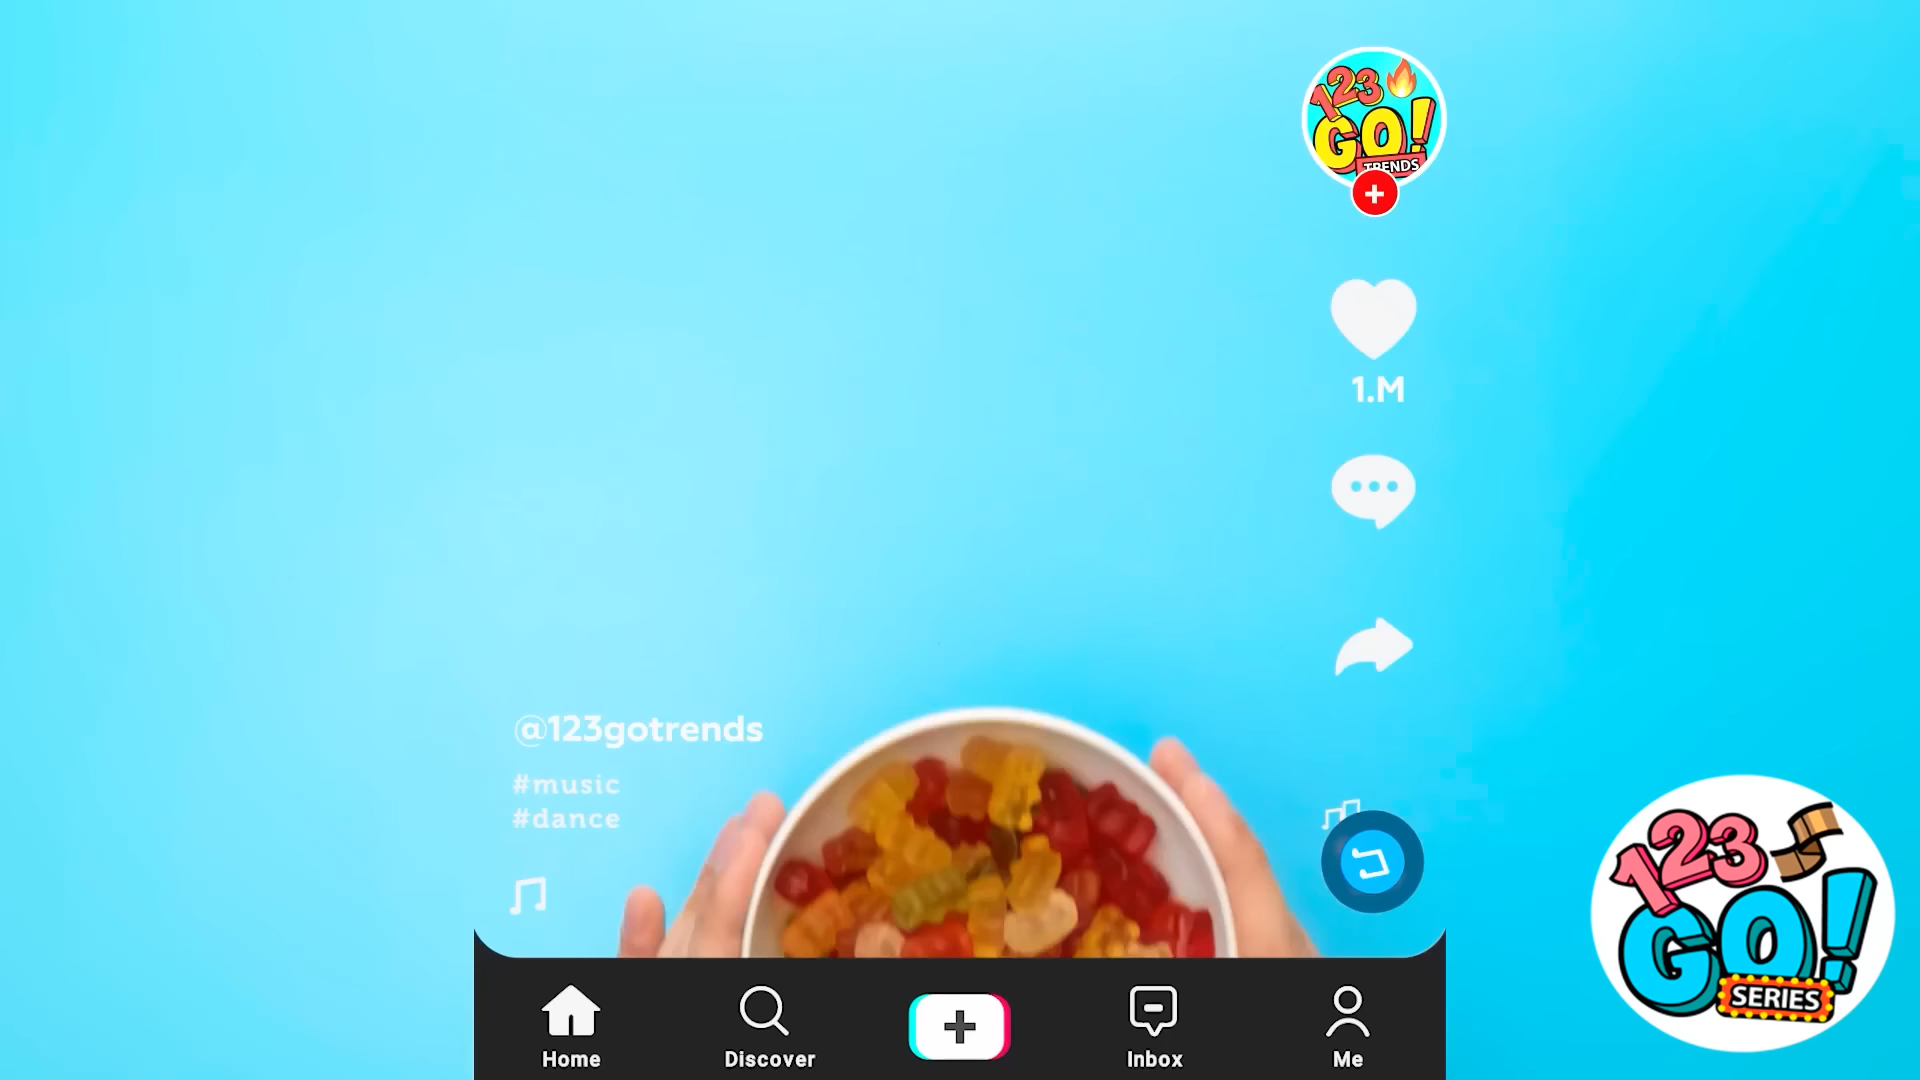 123
GO!
TRENDS
1.M
@123gotrends
#music
#dance
123
GO!
SERIES
Home
Discover
Inbox
Me